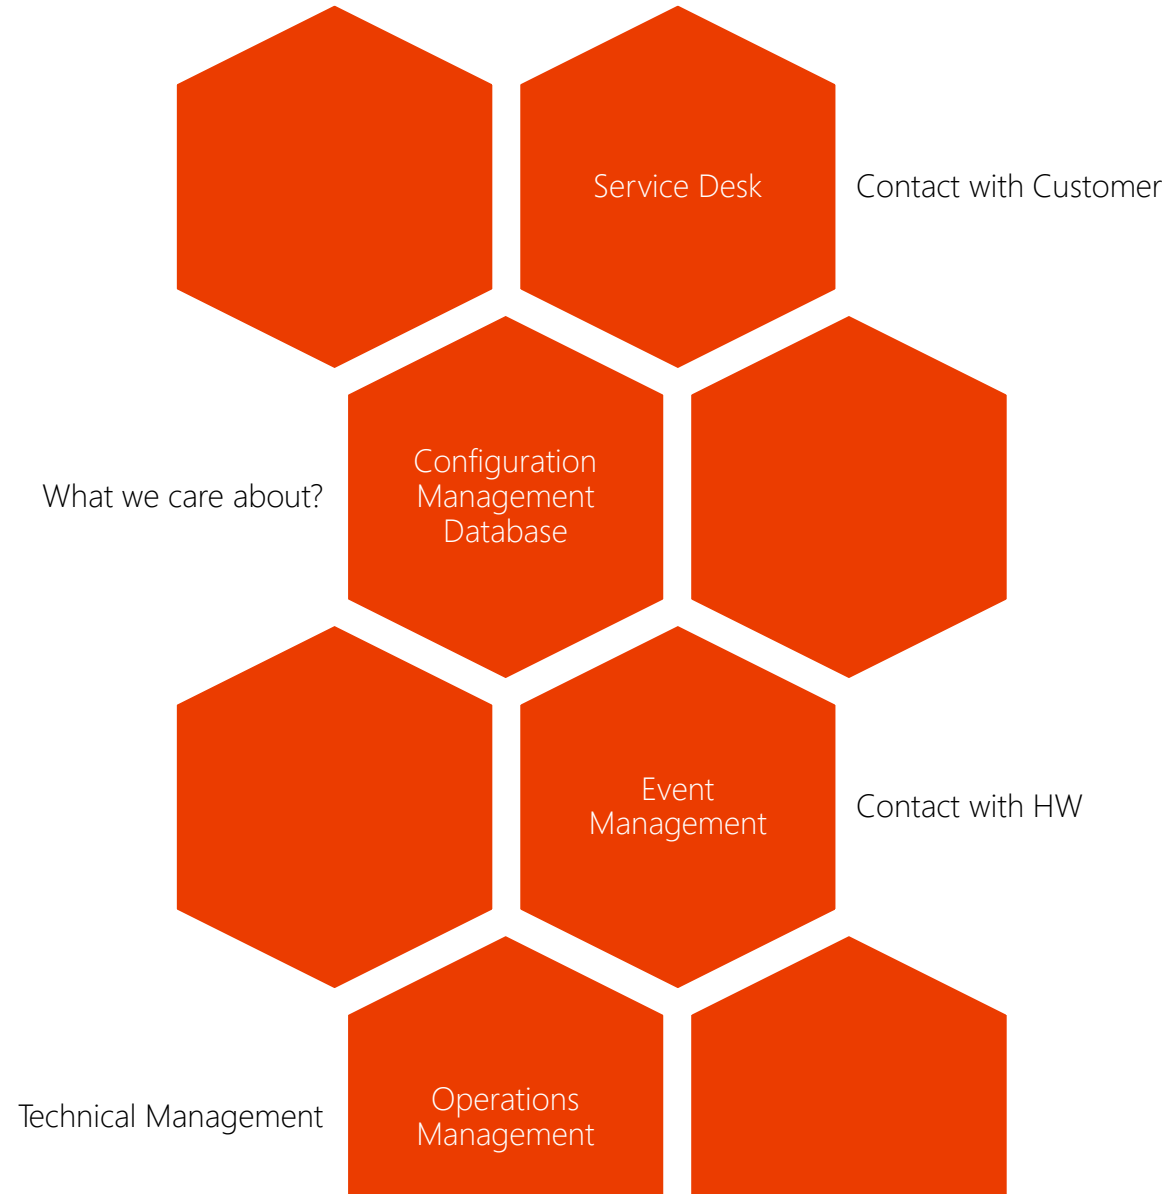 Service Desk
Contact with Customer
What we care about?
Configuration
Management
Database
Event
Management
Contact with HW
Technical Management
Operations
Management